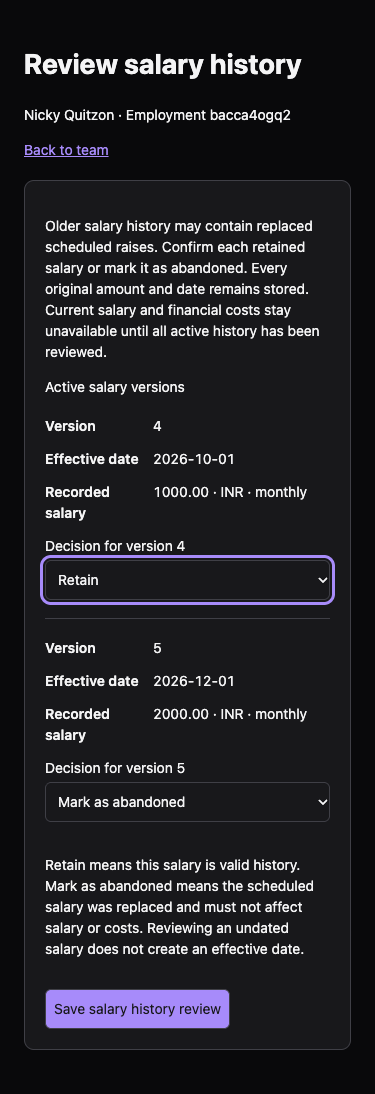 Review salary history
Nicky Quitzon · Employment bacca4ogq2
Back to team
Older salary history may contain replaced
scheduled raises. Confirm each retained
salary or mark it as abandoned. Every
original amount and date remains stored.
Current salary and financial costs stay
unavailable until all active history has been
reviewed.
Active salary versions
Version 4
Effective date 2026-10-01
Recorded salary 1000.00 · INR · monthly
Decision for version 4
Retain
Version 5
Effective date 2026-12-01
Recorded salary 2000.00 · INR · monthly
Decision for version 5
Mark as abandoned
Retain means this salary is valid history.
Mark as abandoned means the scheduled
salary was replaced and must not affect
salary or costs. Reviewing an undated
salary does not create an effective date.
Save salary history review